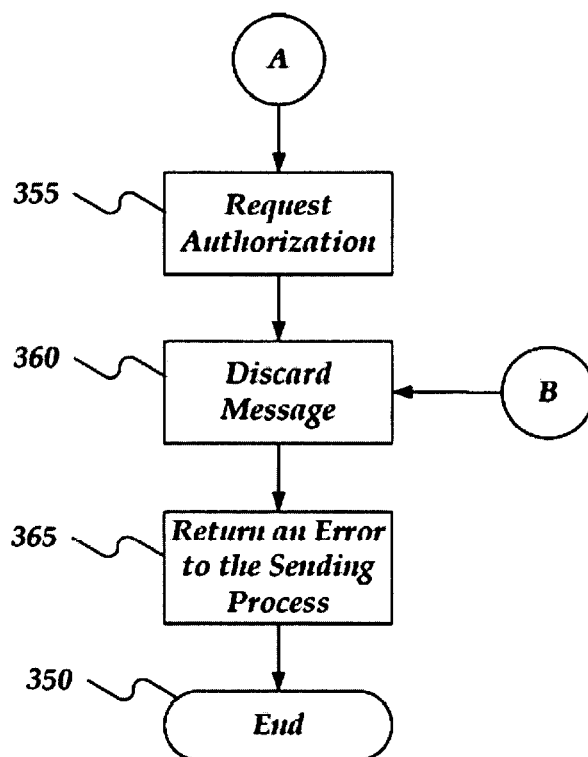 A
355
Request
Authorization
360
Discard
Message
B
365
Return an Error
to the Sending
Process
350
End